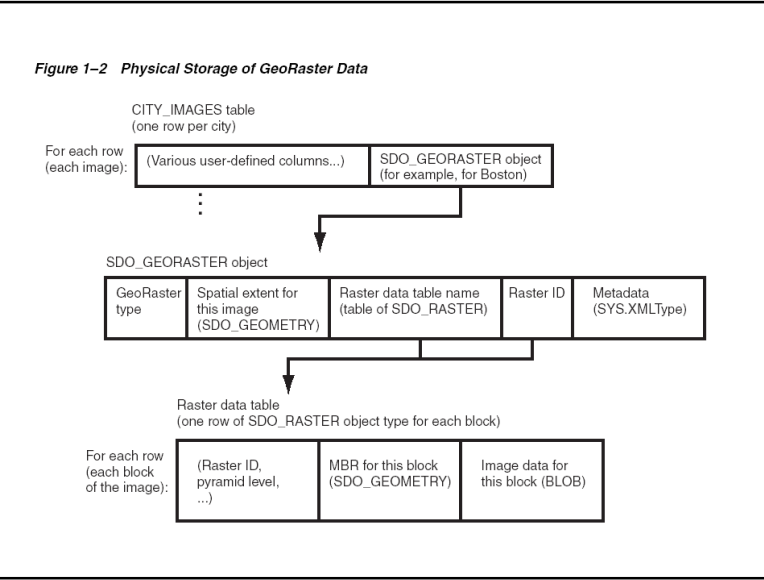 Figure 1–2 Physical Storage of GeoRaster Data
CITY_IMAGES table
(one row per city)
For each row
(each image):
(Various user-defined columns...)
SDO_GEORASTER object
(for example, for Boston)
SDO_GEORASTER object
GeoRaster
type
Spatial extent for
this image
(SDO_GEOMETRY)
Raster data table name
(table of SDO_RASTER)
Raster ID
Metadata
(SYS.XMLType)
Raster data table
(one row of SDO_RASTER object type for each block)
For each row
(each block
of the image):
(Raster ID,
pyramid level,
...)
MBR for this block
(SDO_GEOMETRY)
Image data for
this block (BLOB)